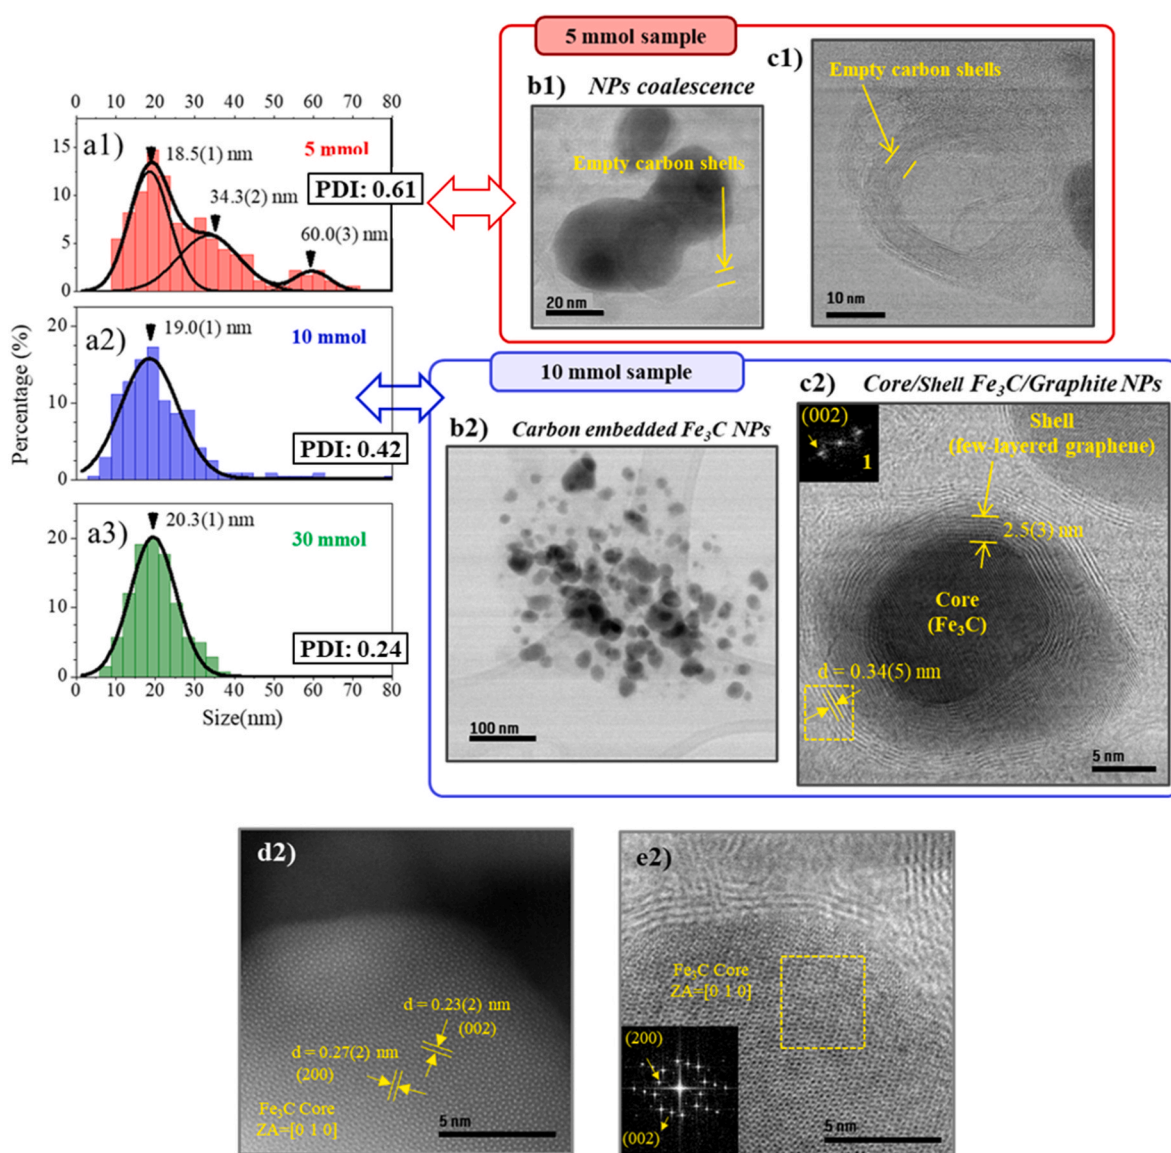 5 mmol sample
b1) NPs coalescence
Empty carbon shells
20 nm
c1)
Empty carbon shells
10 nm
0 10 20 30 40 50 60 70 80
a1)
18.5(1) nm
5 mmol
PDI: 0.61
34.3(2) nm
60.0(3) nm
15
10
5
0
a2)
19.0(1) nm
10 mmol
PDI: 0.42
20
10
0
a3)
20.3(1) nm
30 mmol
PDI: 0.24
20
10
0
0 10 20 30 40 50 60 70 80
Size(nm)
Percentage (%)
10 mmol sample
b2) Carbon embedded Fe₃C NPs
100 nm
c2) Core/Shell Fe₃C/Graphite NPs
(002)
1
Shell
(few-layered graphene)
2.5(3) nm
Core
(Fe₃C)
d = 0.34(5) nm
5 nm
d2)
d = 0.23(2) nm
(002)
d = 0.27(2) nm
(200)
Fe₃C Core
ZA=[0 1 0]
5 nm
e2)
Fe₃C Core
ZA=[0 1 0]
(200)
(002)
5 nm